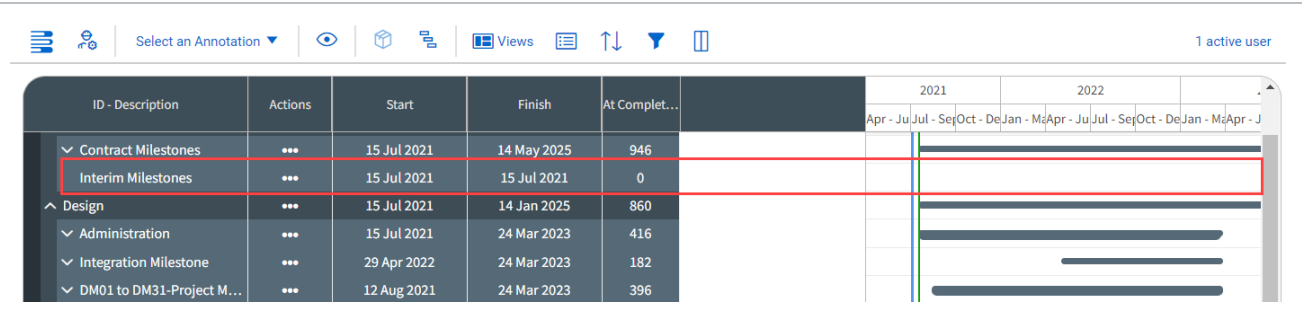 Select an Annotation ▼ Views 1 active user
ID - Description Actions Start Finish At Complet... 2021 2022
Apr - Ju Jul - Sep Oct - De Jan - Ma Apr - Ju Jul - Sep Oct - De Jan - Ma Apr - J
Contract Milestones ••• 15 Jul 2021 14 May 2025 946
Interim Milestones ••• 15 Jul 2021 15 Jul 2021 0
Design ••• 15 Jul 2021 14 Jan 2025 860
Administration ••• 15 Jul 2021 24 Mar 2023 416
Integration Milestone ••• 29 Apr 2022 24 Mar 2023 182
DM01 to DM31-Project M... ••• 12 Aug 2021 24 Mar 2023 396